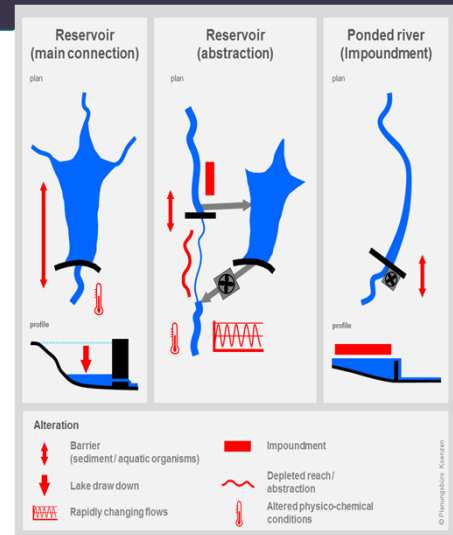 Reservoir
(main connection)
plan
profile
Reservoir
(abstraction)
plan
Ponded river
(Impoundment)
plan
profile
Alteration
Barrier
(sediment / aquatic organisms)
Lake draw down
Rapidly changing flows
Impoundment
Depleted reach /
abstraction
Altered physico-chemical
conditions
© Planungsbüro Koenzen